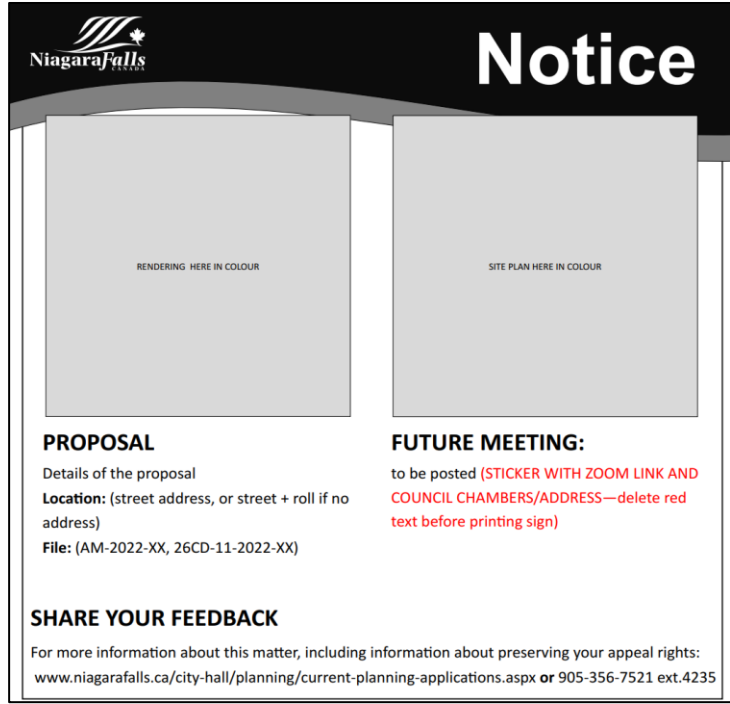 NiagaraFalls
CANADA
Notice
RENDERING HERE IN COLOUR
SITE PLAN HERE IN COLOUR
PROPOSAL
Details of the proposal
Location: (street address, or street + roll if no
address)
File: (AM-2022-XX, 26CD-11-2022-XX)
FUTURE MEETING:
to be posted (STICKER WITH ZOOM LINK AND
COUNCIL CHAMBERS/ADDRESS—delete red
text before printing sign)
SHARE YOUR FEEDBACK
For more information about this matter, including information about preserving your appeal rights:
www.niagarafalls.ca/city-hall/planning/current-planning-applications.aspx or 905-356-7521 ext.4235